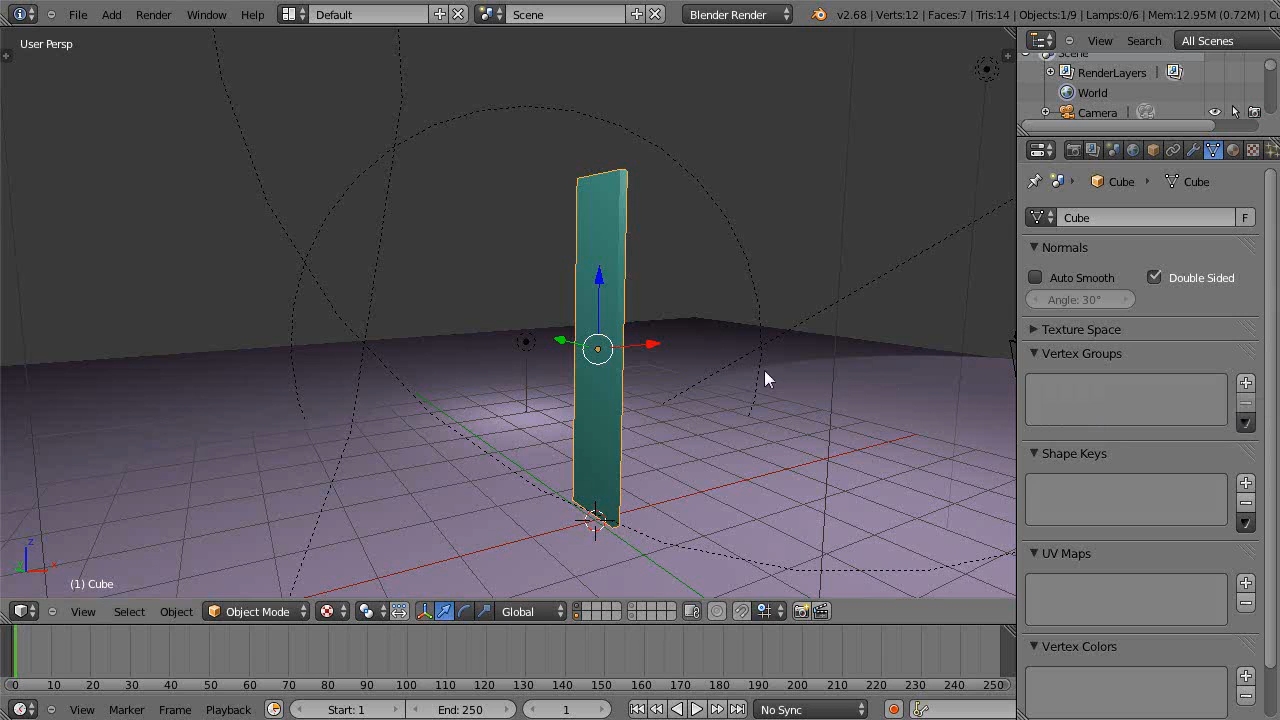 File Add Render Window Help Default Scene Blender Render v2.68 | Verts:12 | Faces:7 | Tris:14 | Objects:1/9 | Lamps:0/6 | Mem:12.95M (0.72M) |
User Persp
View Search All Scenes
Scene
RenderLayers
World
Camera
Cube Cube
Cube F
Normals
Auto Smooth Double Sided
Angle: 30°
Texture Space
Vertex Groups
Shape Keys
UV Maps
Vertex Colors
z
x
(1) Cube
View Select Object Object Mode Global
0 10 20 30 40 50 60 70 80 90 100 110 120 130 140 150 160 170 180 190 200 210 220 230 240 250
View Marker Frame Playback Start: 1 End: 250 1 No Sync